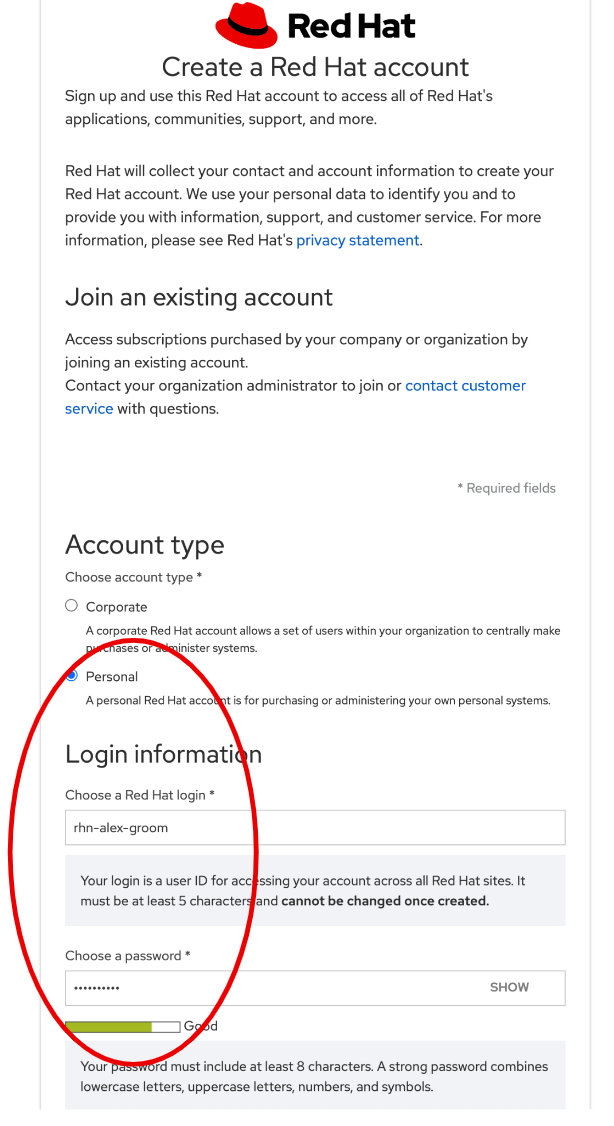 Red Hat
Create a Red Hat account
Sign up and use this Red Hat account to access all of Red Hat's
applications, communities, support, and more.
Red Hat will collect your contact and account information to create your
Red Hat account. We use your personal data to identify you and to
provide you with information, support, and customer service. For more
information, please see Red Hat's privacy statement.
Join an existing account
Access subscriptions purchased by your company or organization by
joining an existing account.
Contact your organization administrator to join or contact customer
service with questions.
* Required fields
Account type
Choose account type *
Corporate
A corporate Red Hat account allows a set of users within your organization to centrally make
purchases or administer systems.
Personal
A personal Red Hat account is for purchasing or administering your own personal systems.
Login information
Choose a Red Hat login *
rhn-alex-groom
Your login is a user ID for accessing your account across all Red Hat sites. It
must be at least 5 characters and cannot be changed once created.
Choose a password *
•••••••••• SHOW
Good
Your password must include at least 8 characters. A strong password combines
lowercase letters, uppercase letters, numbers, and symbols.